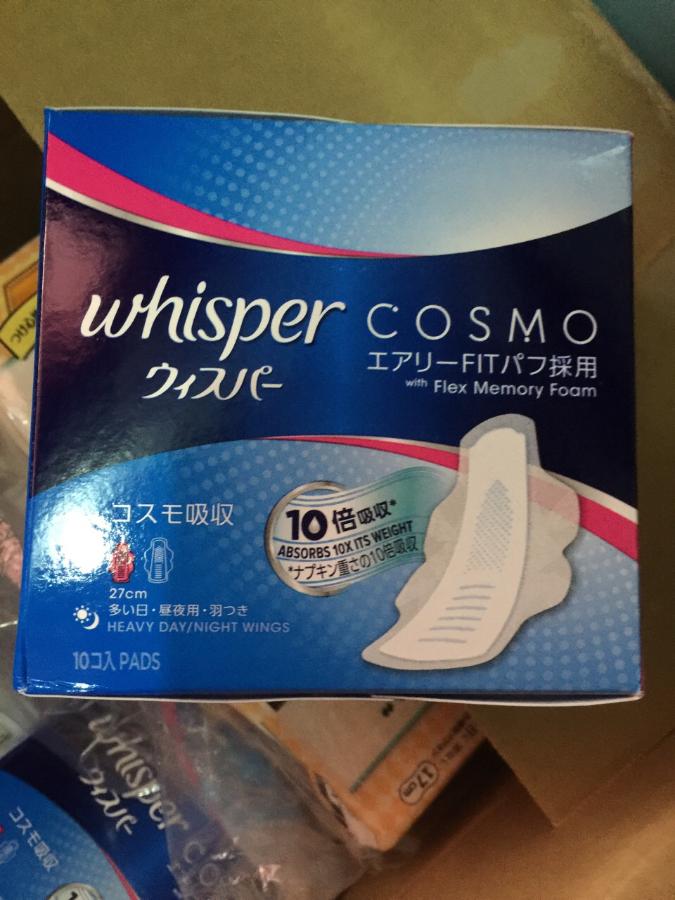 whisper
ウィスパー
COSMO
エアリーFITパフ採用
with Flex Memory Foam
コスモ吸収
10倍吸収*
ABSORBS 10X ITS WEIGHT
*ナプキン重さの10倍吸収
27cm
多い日・昼夜用・羽つき
HEAVY DAY/NIGHT WINGS
10コ入 PADS
whisper
ウィスパー
COSMO
コスモ吸収
17cm